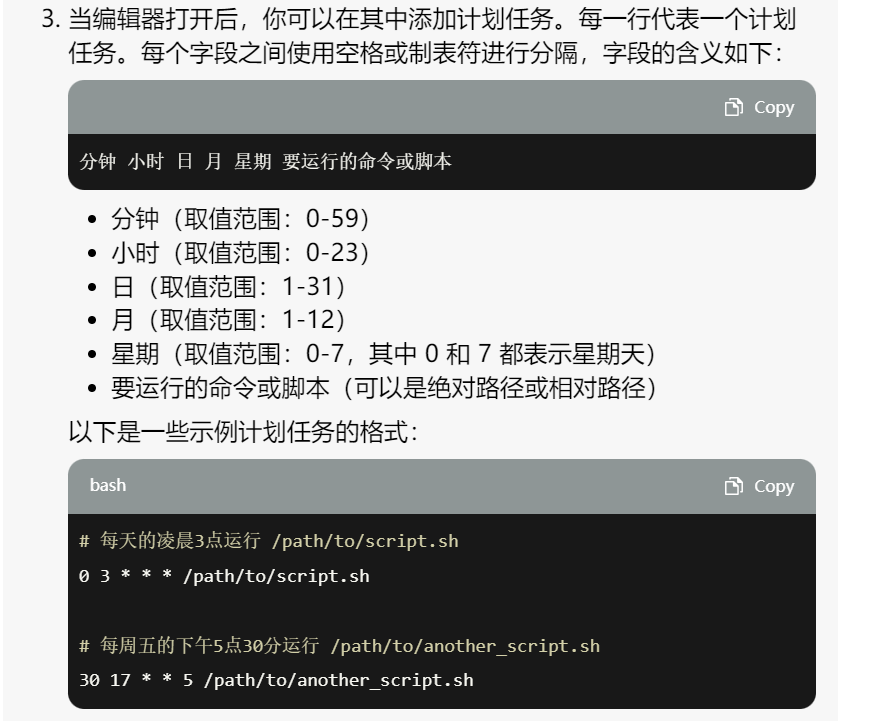 3. 当编辑器打开后，你可以在其中添加计划任务。每一行代表一个计划
任务。每个字段之间使用空格或制表符进行分隔，字段的含义如下：
Copy
分钟 小时 日 月 星期 要运行的命令或脚本
• 分钟（取值范围：0-59）
• 小时（取值范围：0-23）
• 日（取值范围：1-31）
• 月（取值范围：1-12）
• 星期（取值范围：0-7，其中 0 和 7 都表示星期天）
• 要运行的命令或脚本（可以是绝对路径或相对路径）
以下是一些示例计划任务的格式：
bash Copy
# 每天的凌晨3点运行 /path/to/script.sh
0 3 * * * /path/to/script.sh
# 每周五的下午5点30分运行 /path/to/another_script.sh
30 17 * * 5 /path/to/another_script.sh